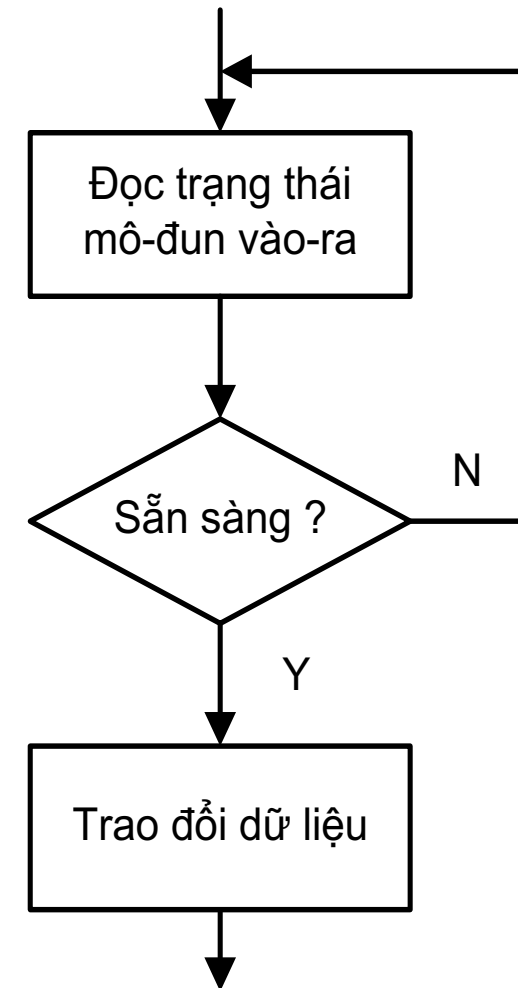 Đọc trạng thái
mô-đun vào-ra
Sẵn sàng ?
N
Y
Trao đổi dữ liệu